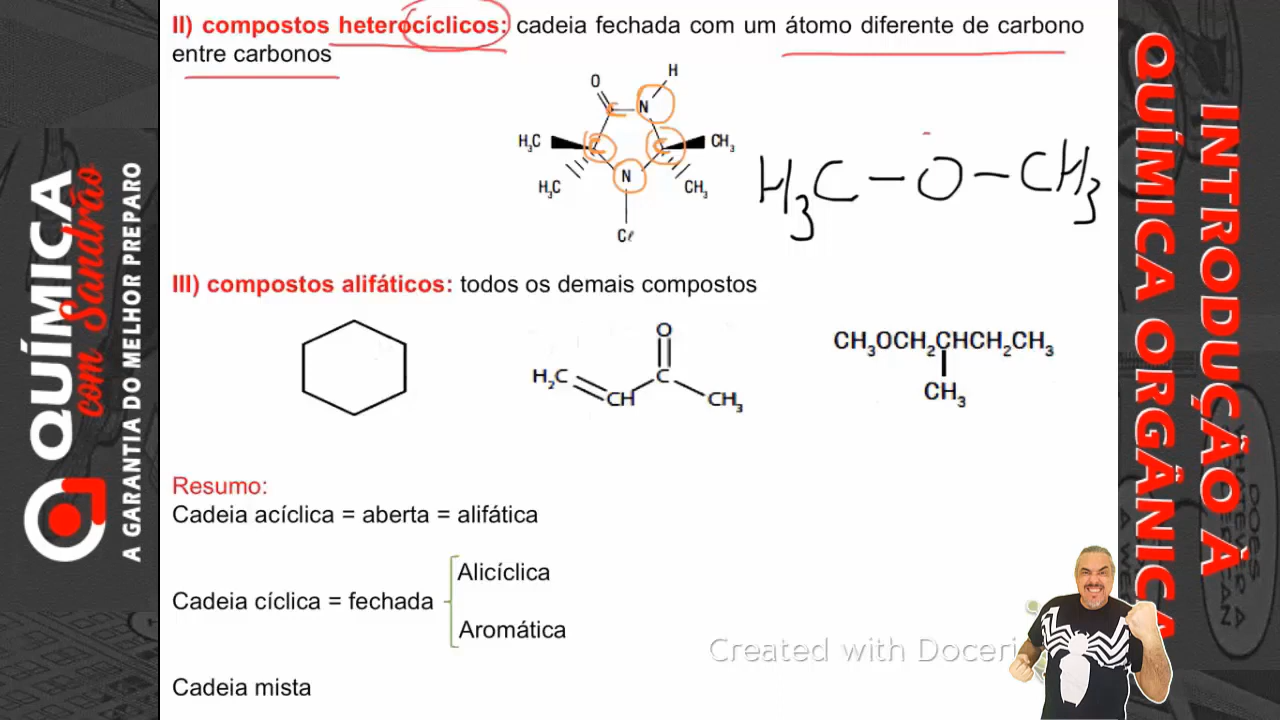 II) compostos heterocíclicos: cadeia fechada com um átomo diferente de carbono
entre carbonos
O
H
N
H₃C
CH₃
H₃C
N
CH₃
Cℓ
C
C
C
H₃C – O – CH₃
III) compostos alifáticos: todos os demais compostos
O
H₂C
C
CH
CH₃
CH₃OCH₂CHCH₂CH₃
CH₃
Resumo:
Cadeia acíclica = aberta = alifática
Cadeia cíclica = fechada
Alicíclica
Aromática
Cadeia mista
QUÍMICA
com Sandrão
A GARANTIA DO MELHOR PREPARO
INTRODUÇÃO À
QUÍMICA ORGÂNICA
Created with Doceri